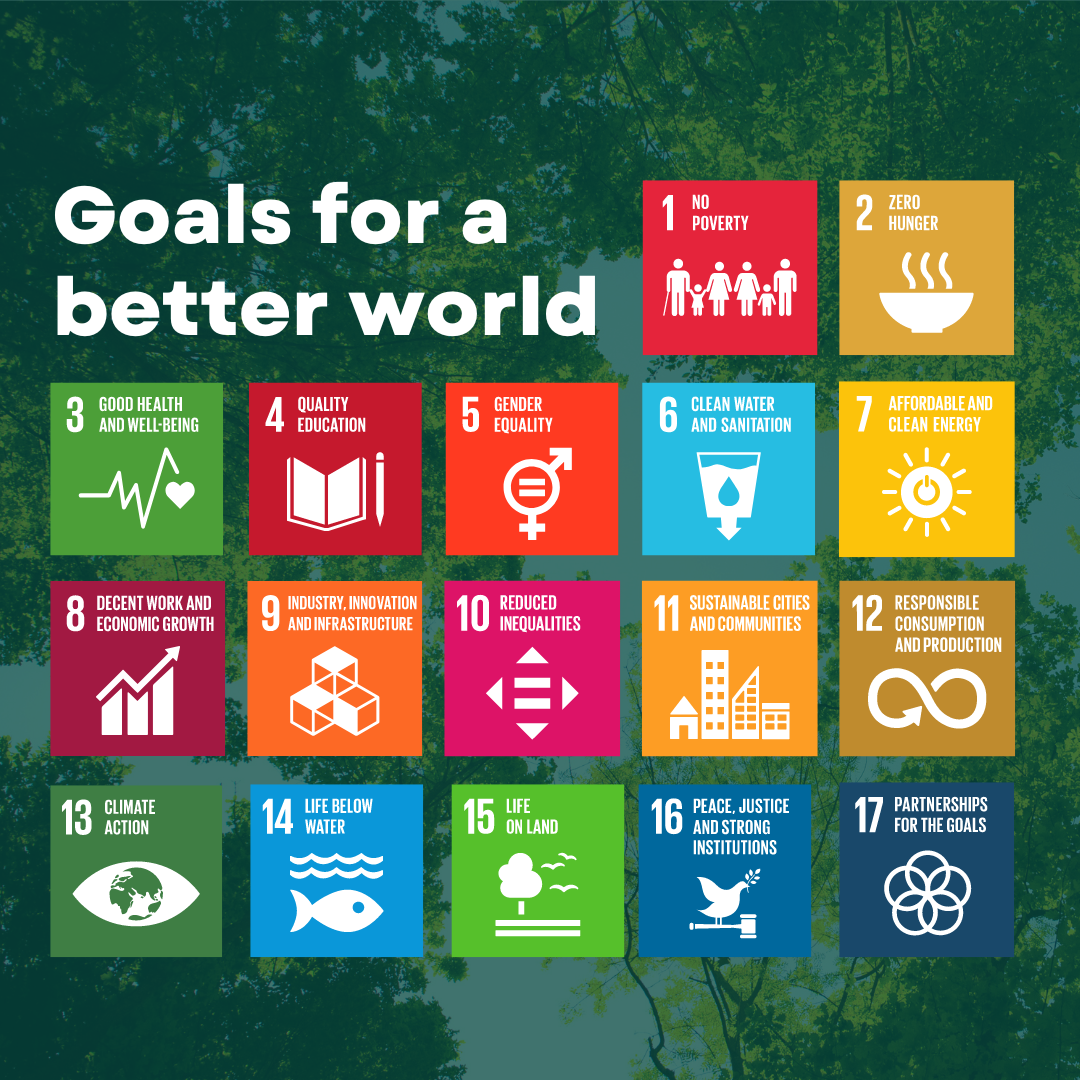 Goals for a
better world
1 NO
POVERTY
2 ZERO
HUNGER
3 GOOD HEALTH
AND WELL-BEING
4 QUALITY
EDUCATION
5 GENDER
EQUALITY
6 CLEAN WATER
AND SANITATION
7 AFFORDABLE AND
CLEAN ENERGY
8 DECENT WORK AND
ECONOMIC GROWTH
9 INDUSTRY, INNOVATION
AND INFRASTRUCTURE
10 REDUCED
INEQUALITIES
11 SUSTAINABLE CITIES
AND COMMUNITIES
12 RESPONSIBLE
CONSUMPTION
AND PRODUCTION
13 CLIMATE
ACTION
14 LIFE BELOW
WATER
15 LIFE
ON LAND
16 PEACE, JUSTICE
AND STRONG
INSTITUTIONS
17 PARTNERSHIPS
FOR THE GOALS